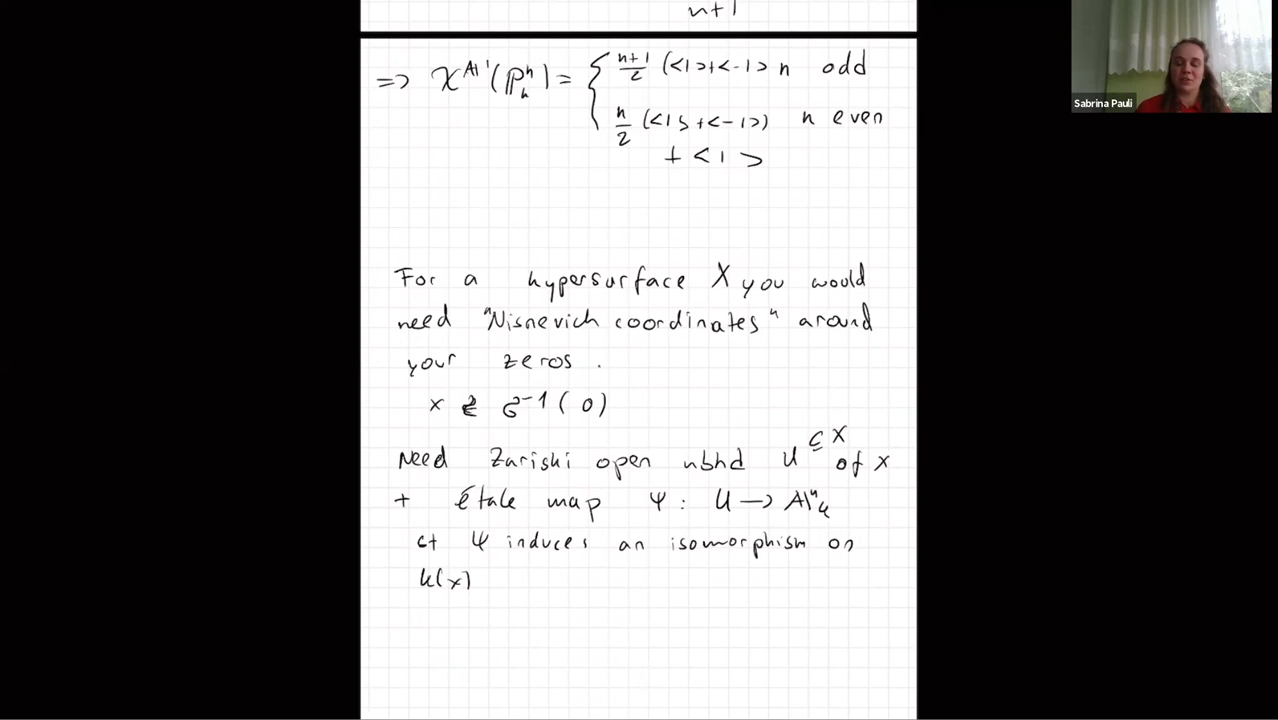 n+1
=> χ^{A¹}(ℙⁿ_k) = { n+1/2 (<1>+<-1> n odd
n/2 (<1>+<-1>) n even
+ <1>
Sabrina Pauli
For a hypersurface X you would
need "Nisnevich coordinates" around
your zeros.
x ∈ σ⁻¹(0)
Need Zariski open nbhd U ⊆ X of x
+ étale map ψ: U → Aⁿ_k
st ψ induces an isomorphism on
k(x)